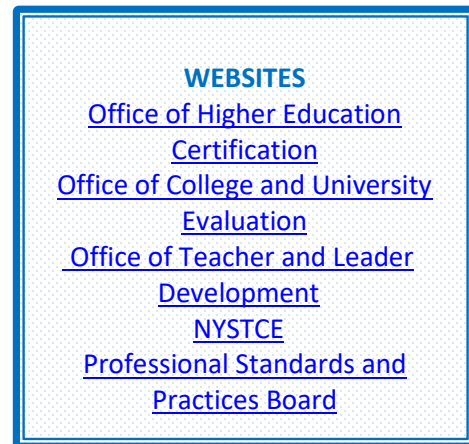 WEBSITES
Office of Higher Education
Certification
Office of College and University
Evaluation
Office of Teacher and Leader
Development
NYSTCE
Professional Standards and
Practices Board